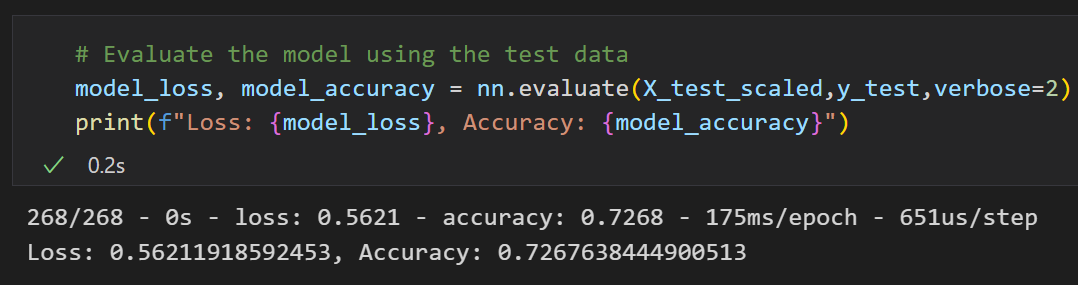 # Evaluate the model using the test data
model_loss, model_accuracy = nn.evaluate(X_test_scaled,y_test,verbose=2)
print(f"Loss: {model_loss}, Accuracy: {model_accuracy}")
✓ 0.2s
268/268 - 0s - loss: 0.5621 - accuracy: 0.7268 - 175ms/epoch - 651us/step
Loss: 0.56211918592453, Accuracy: 0.7267638444900513